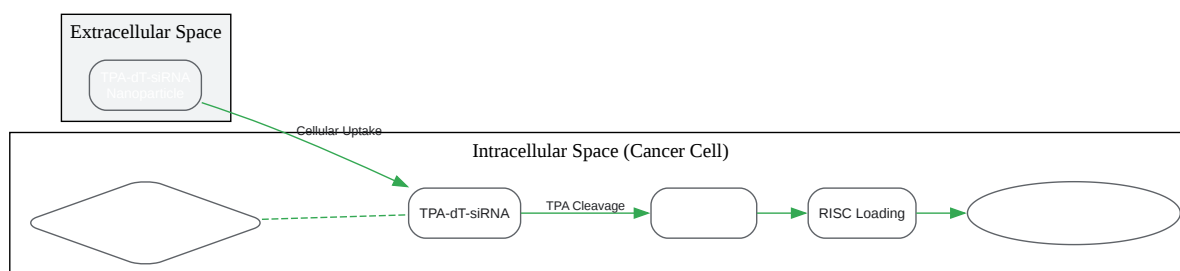 Extracellular Space
TPA-dT-siRNA
Nanoparticle
Cellular Uptake
Intracellular Space (Cancer Cell)
TPA-dT-siRNA
TPA Cleavage
RISC Loading